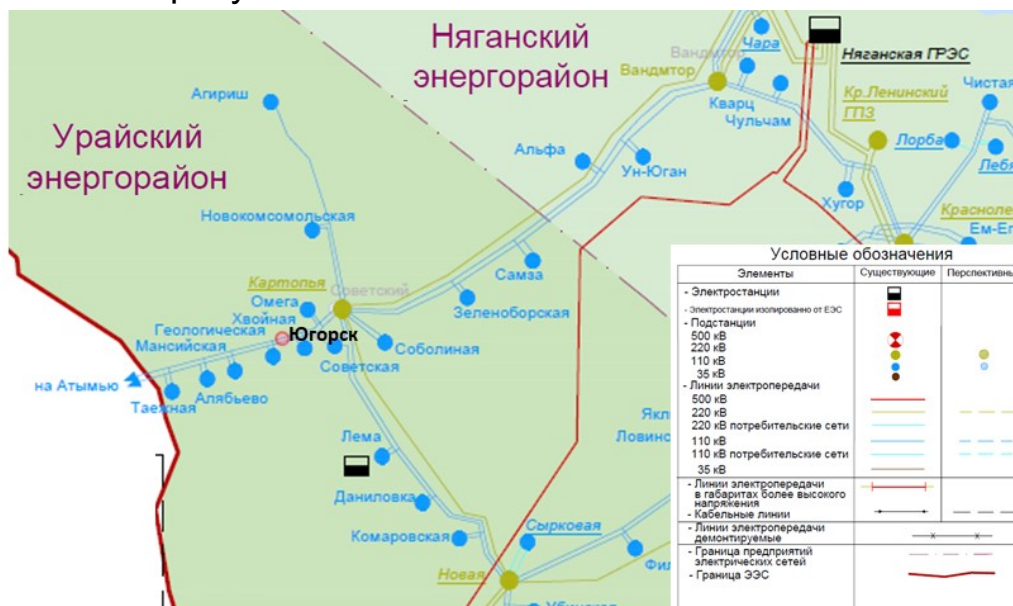 Няганский
энергорайон
Урайский
энергорайон
Чара
Няганская ГРЭС
Вандмтор
Вандмтор
Кр.Ленинский
ГПЗ
Чистая
Кварц
Чульчам
Лорба
Агириш
Альфа
Ун-Юган
Хугор
Новокомсомольская
Ем-Ег
Самза
Картопья
Советский
Омега
Хвойная
Зеленоборская
Геологическая
Югорск
Мансийская
Соболиная
Советская
на Атымью
Алябьево
Таежная
Лема
Даниловка
Комаровская
Сырковая
Новая
Условные обозначения
Элементы
Существующие
- Электростанции
- Электростанции изолированно от ЕЭС
- Подстанции
500 кВ
220 кВ
110 кВ
35 кВ
- Линии электропередачи
500 кВ
220 кВ
220 кВ потребительские сети
110 кВ
110 кВ потребительские сети
35 кВ
- Линии электропередачи
в габаритах более высокого
напряжения
- Кабельные линии
- Линии электропередачи
демонтируемые
- Граница предприятий
электрических сетей
- Граница ЭЭС